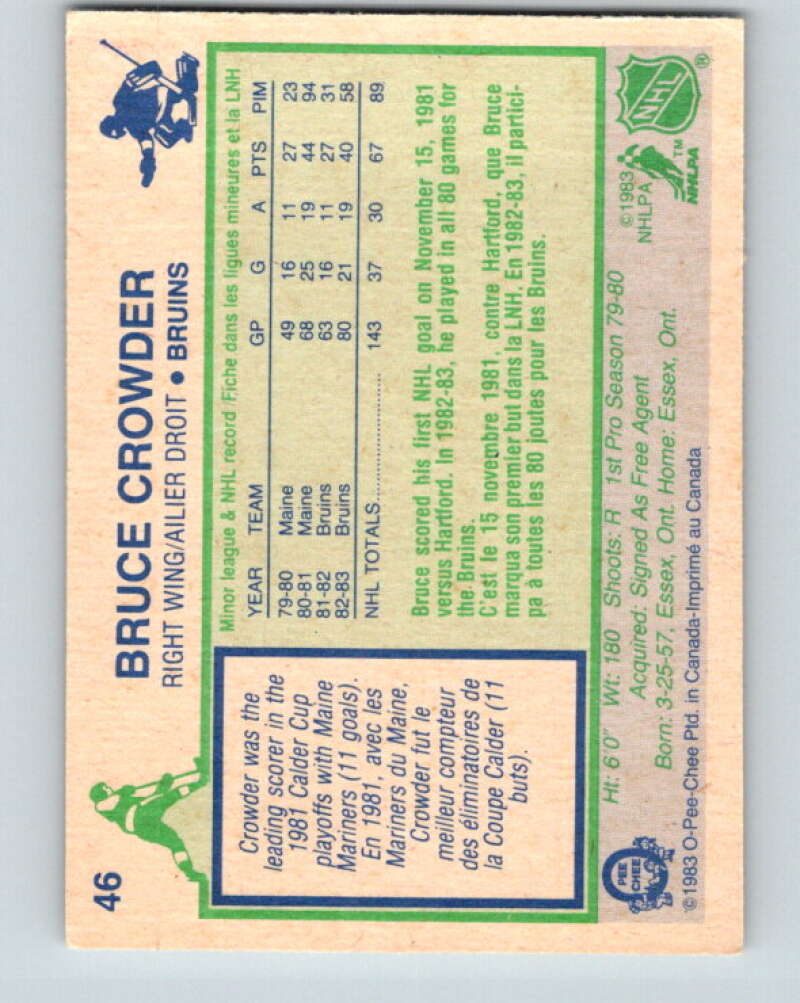 46
BRUCE CROWDER
RIGHT WING/AILIER DROIT • BRUINS
Crowder was the
leading scorer in the
1981 Calder Cup
playoffs with Maine
Mariners (11 goals).
En 1981, avec les
Mariners du Maine,
Crowder fut le
meilleur compteur
des éliminatoires de
la Coupe Calder (11
buts).
Minor league & NHL record/Fiche dans les ligues mineures et la LNH
YEAR TEAM GP G A PTS PIM
79-80 Maine 49 16 11 27 23
80-81 Maine 68 25 19 44 94
81-82 Bruins 63 16 11 27 31
82-83 Bruins 80 21 19 40 58
NHL TOTALS.................... 143 37 30 67 89
Bruce scored his first NHL goal on November 15, 1981
versus Hartford. In 1982-83, he played in all 80 games for
the Bruins.
C'est le 15 novembre 1981, contre Hartford, que Bruce
marqua son premier but dans la LNH. En 1982-83, il partici-
pa à toutes les 80 joutes pour les Bruins.
Ht: 6'0" Wt: 180 Shoots: R 1st Pro Season 79-80
Acquired: Signed As Free Agent
Born: 3-25-57, Essex, Ont. Home: Essex, Ont.
©1983 O-Pee-Chee Ptd. in Canada-Imprimé au Canada
O
PEE
CHEE
©1983
NHLPA
NHLPA
TM
NHL
®